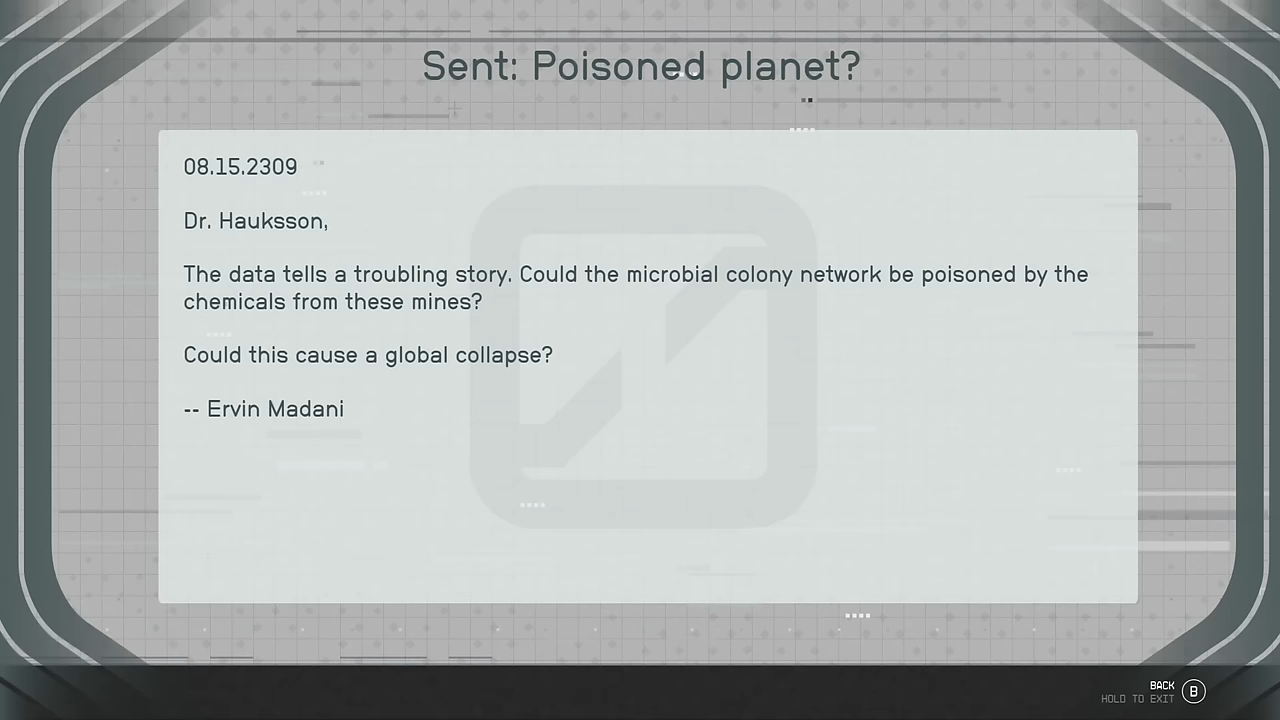 Sent: Poisoned planet?
08.15.2309
Dr. Hauksson,
The data tells a troubling story. Could the microbial colony network be poisoned by the
chemicals from these mines?
Could this cause a global collapse?
-- Ervin Madani
BACK
HOLD TO EXIT
B